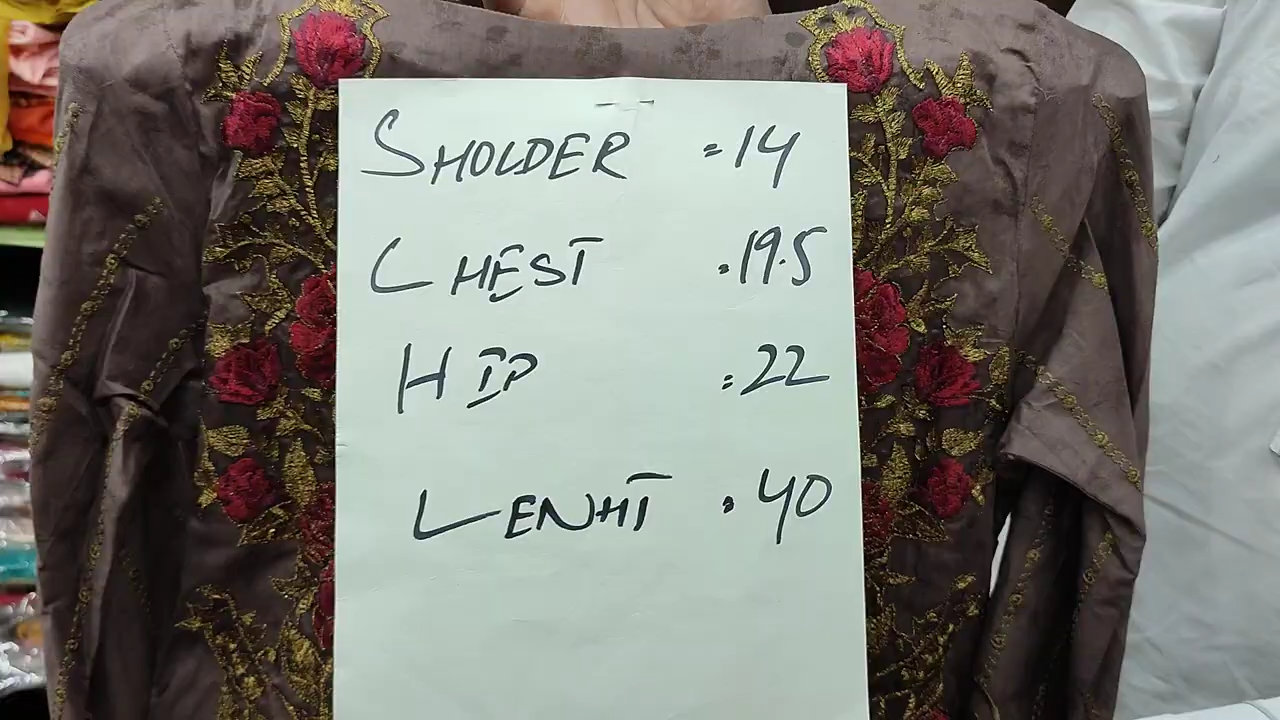 SHOLDER = 14
CHEST : 19.5
HIP : 22
LENHT : 40